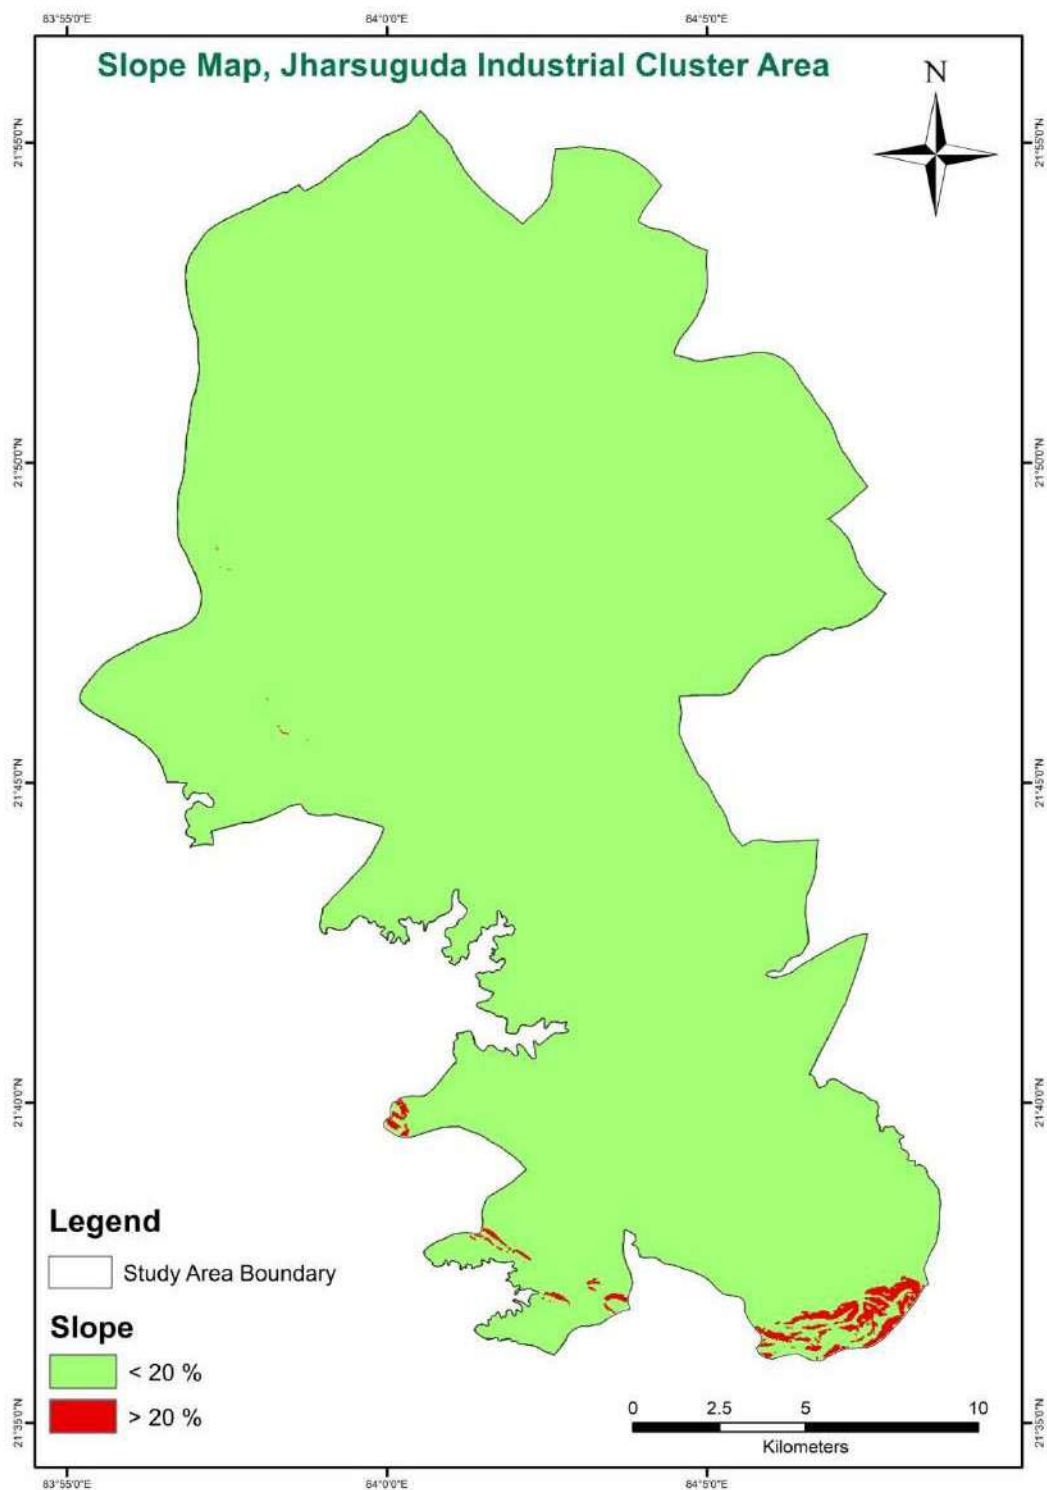 83°55'0"E 84°0'0"E 84°5'0"E
Slope Map, Jharsuguda Industrial Cluster Area
N
21°55'0"N 21°55'0"N
21°50'0"N 21°50'0"N
21°45'0"N 21°45'0"N
21°40'0"N 21°40'0"N
Legend
Study Area Boundary
Slope
< 20 %
> 20 %
0 2.5 5 10
Kilometers
21°35'0"N 21°35'0"N
83°55'0"E 84°0'0"E 84°5'0"E